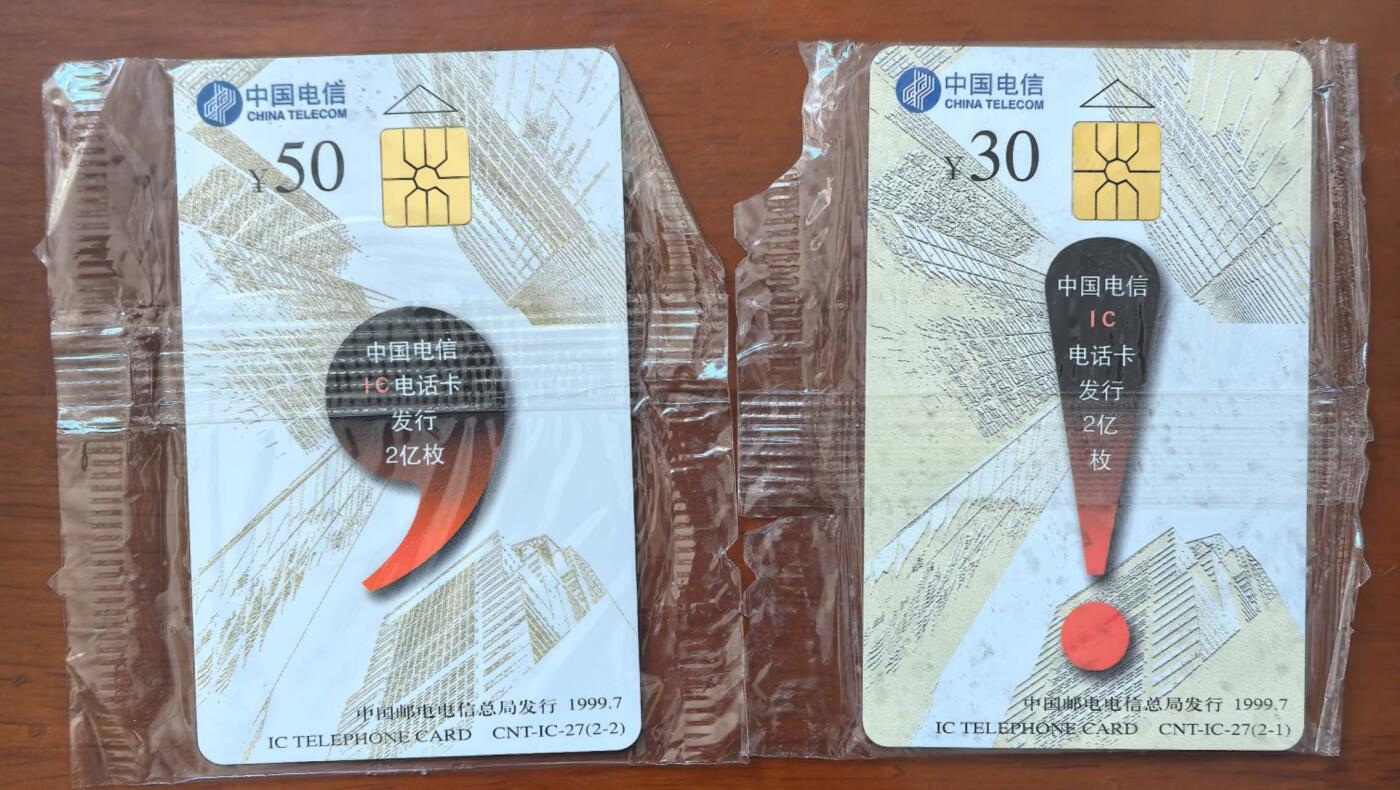 中国电信
CHINA TELECOM
¥50
中国电信
IC电话卡
发行
2亿枚
中国邮电电信总局发行 1999.7
IC TELEPHONE CARD CNT-IC-27(2-2)
中国电信
CHINA TELECOM
¥30
中国电信
IC
电话卡
发行
2亿
枚
中国邮电电信总局发行 1999.7
IC TELEPHONE CARD CNT-IC-27(2-1)